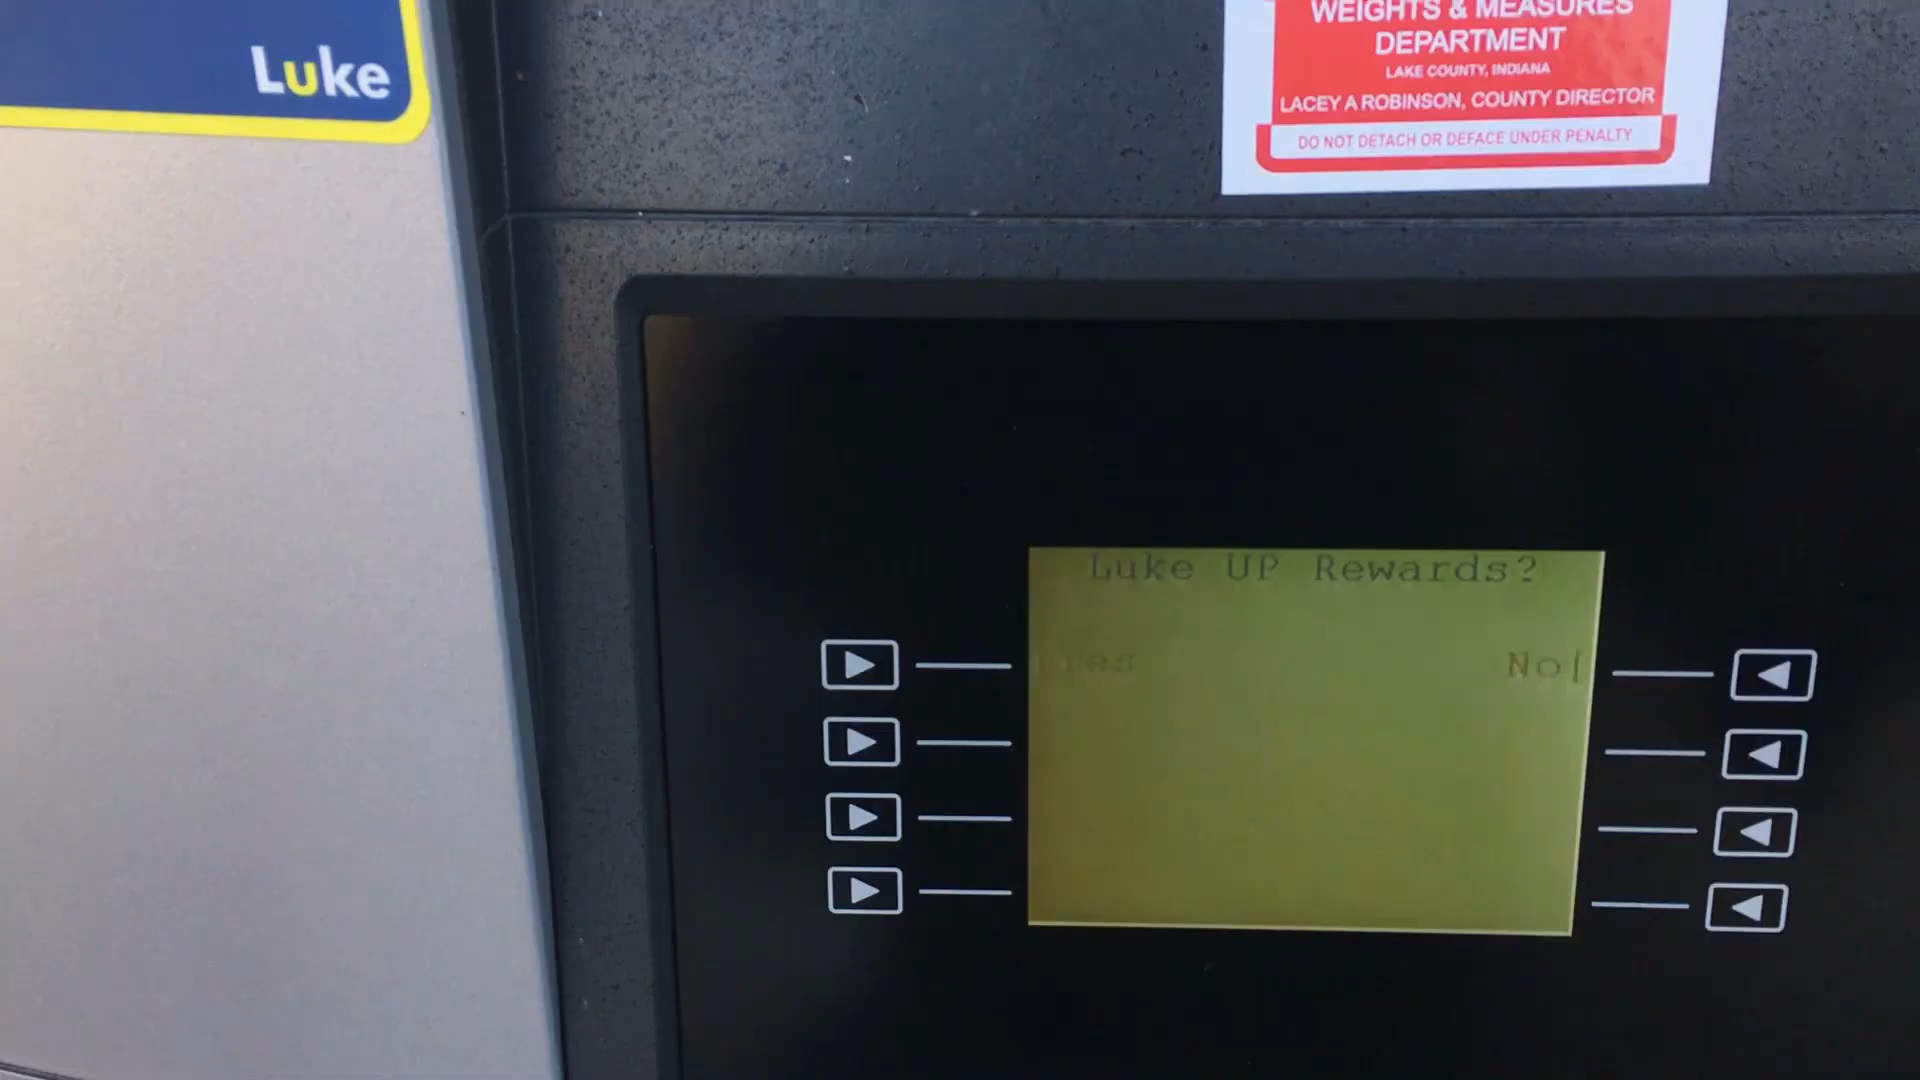 Luke
WEIGHTS & MEASURES
DEPARTMENT
LAKE COUNTY, INDIANA
LACEY A ROBINSON, COUNTY DIRECTOR
DO NOT DETACH OR DEFACE UNDER PENALTY
Luke UP Rewards?
Yes No[